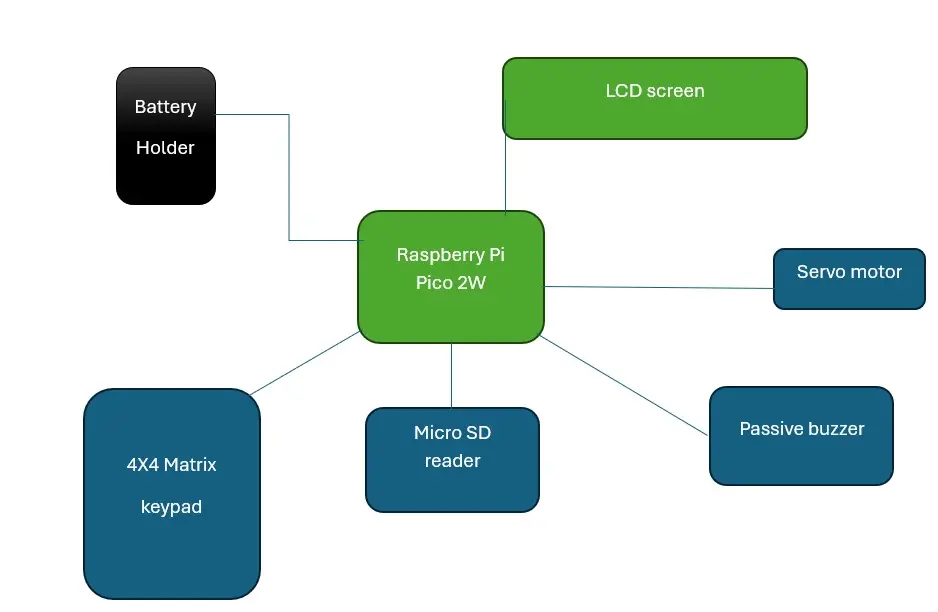 Battery
Holder
LCD screen
Raspberry Pi
Pico 2W
Servo motor
4X4 Matrix
keypad
Micro SD
reader
Passive buzzer